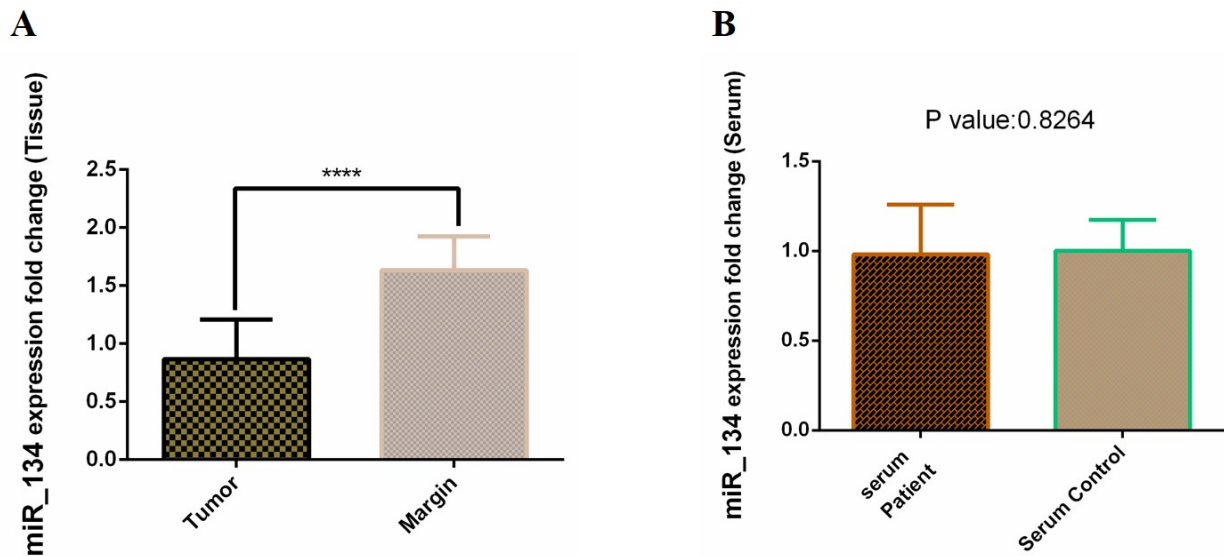 A
miR_134 expression fold change (Tissue)
2.5
2.0
1.5
1.0
0.5
0.0
****
Tumor
Margin
B
miR_134 expression fold change (Serum)
P value:0.8264
1.5
1.0
0.5
0.0
serum
Patient
Serum Control